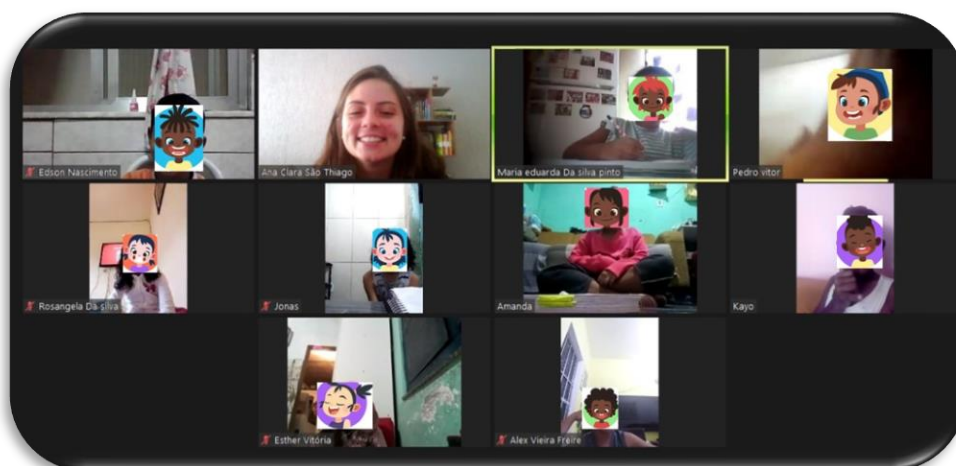 Edson Nascimento
Ana Clara São Thiago
Maria eduarda Da silva pinto
Pedro vitor
Rosangela Da silva
Jonas
Amanda
Kayo
Esther Vitória
Alex Vieira Freire